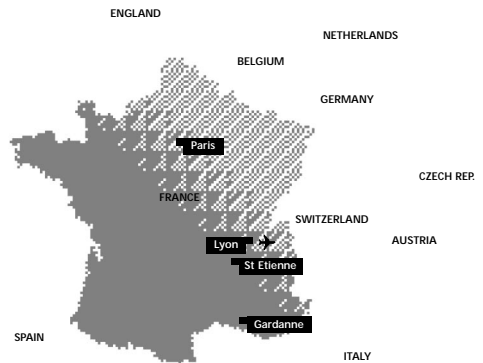 ENGLAND
NETHERLANDS
BELGIUM
GERMANY
Paris
CZECH REP.
FRANCE
SWITZERLAND
Lyon
AUSTRIA
St Etienne
Gardanne
SPAIN
ITALY